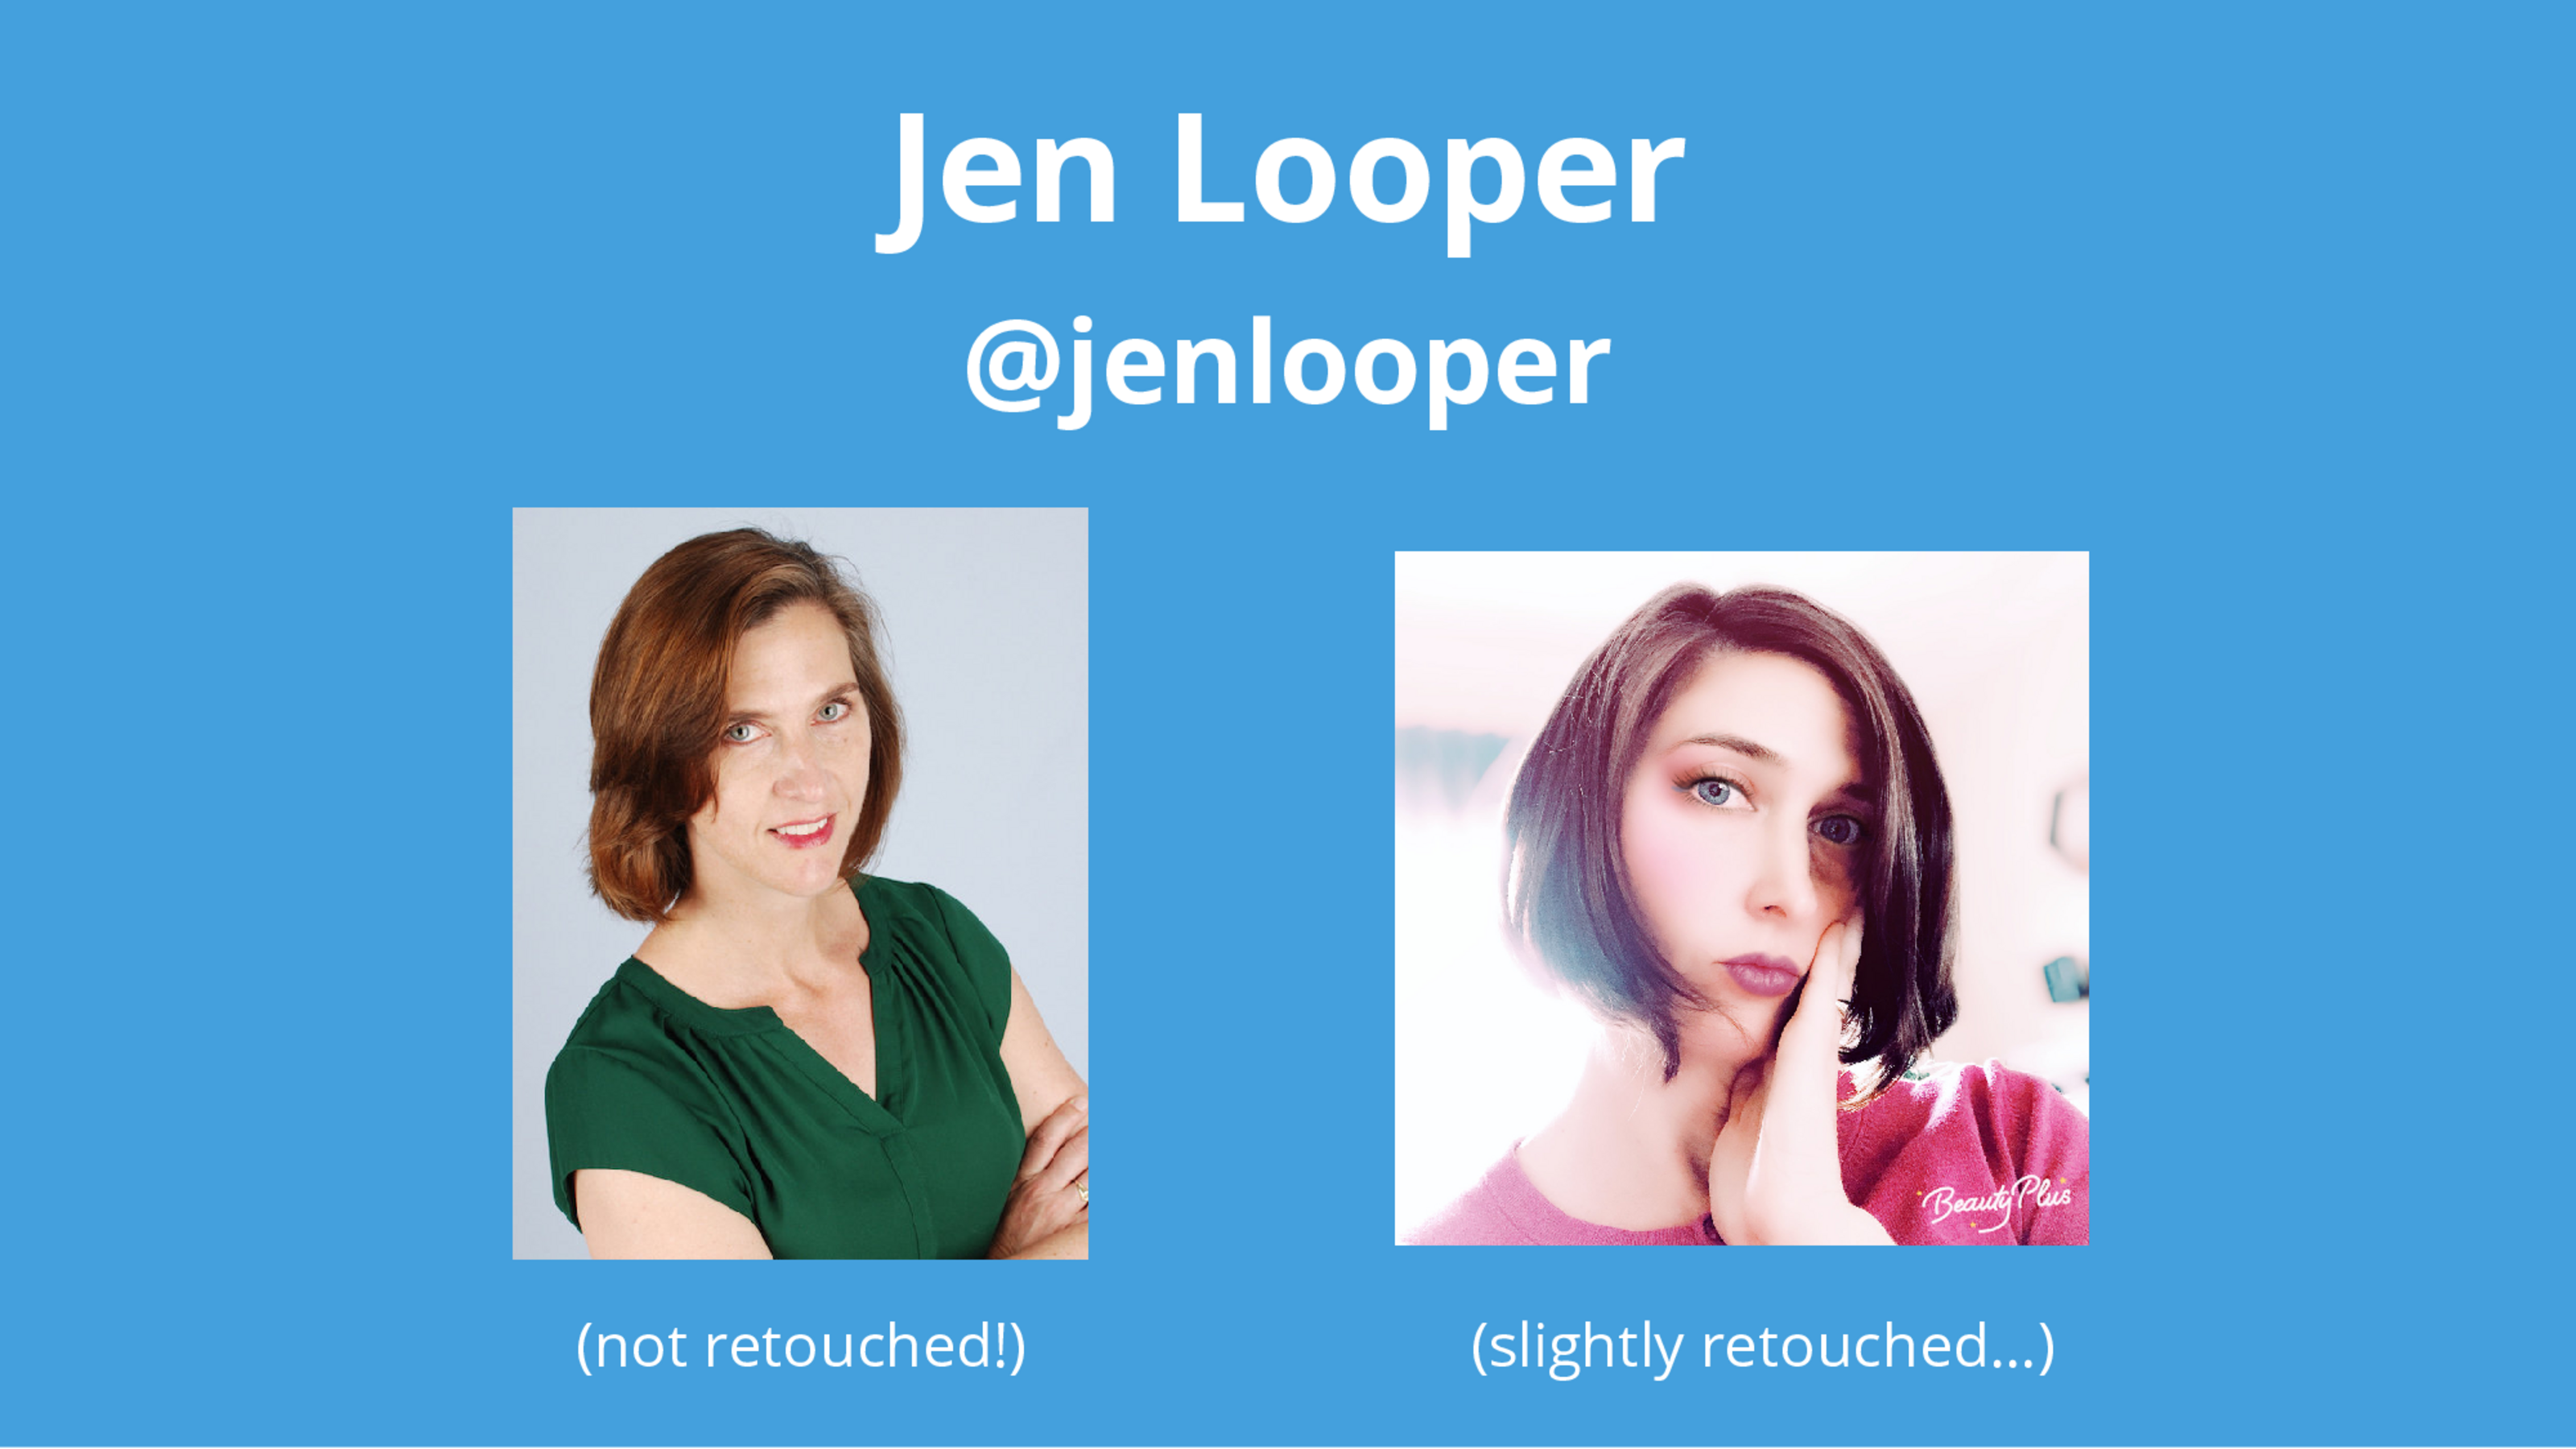 Jen Looper
@jenlooper
BeautyPlus
(not retouched!)
(slightly retouched...)